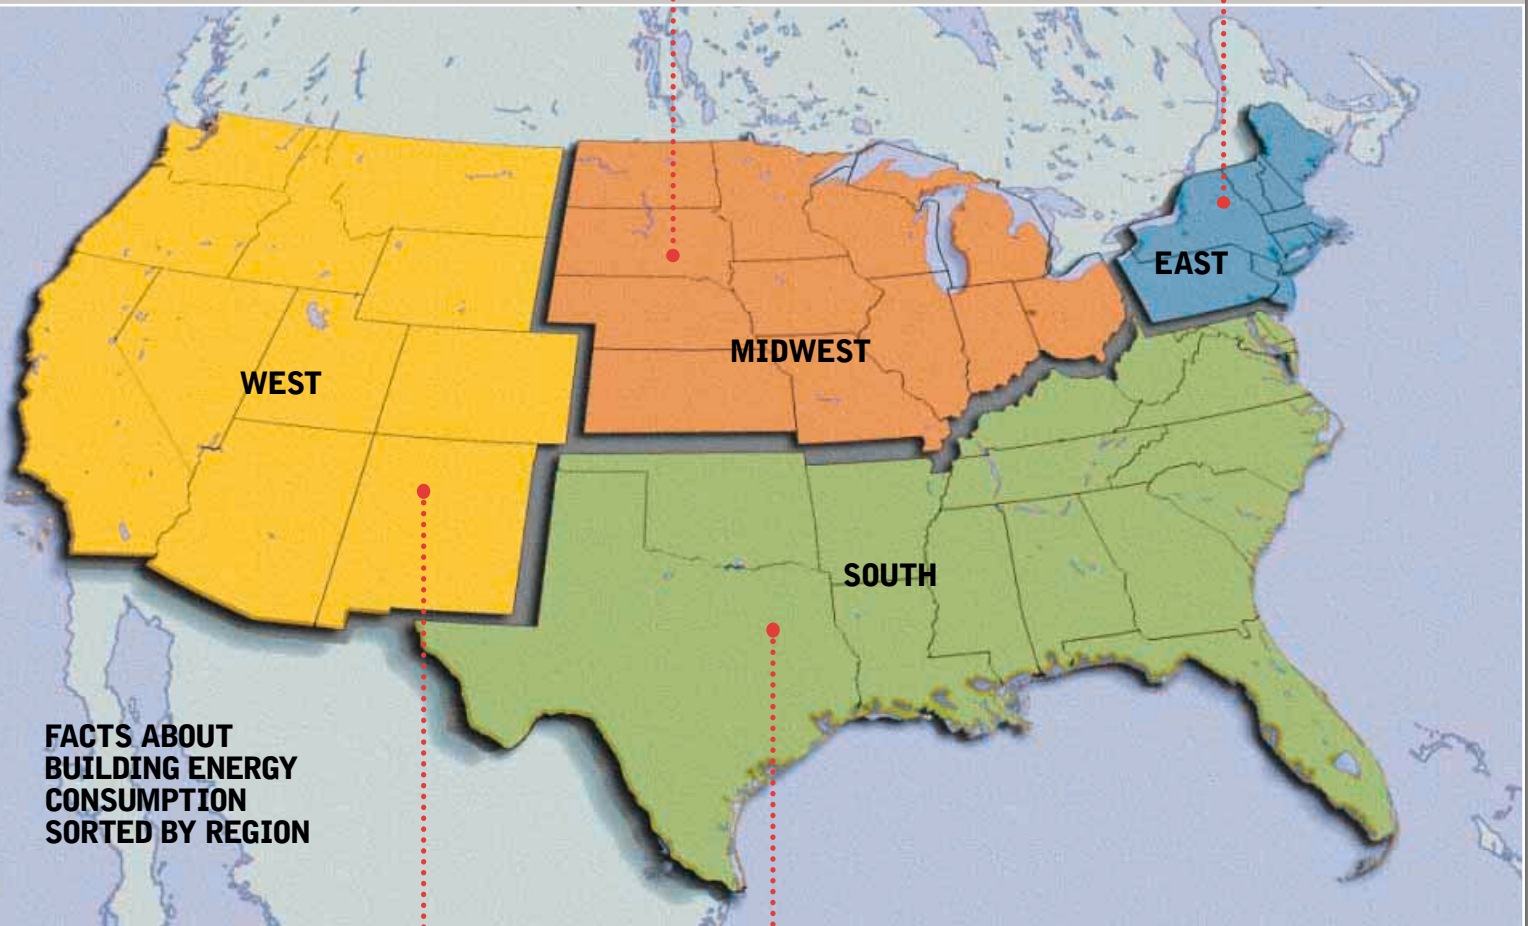 EAST
MIDWEST
WEST
SOUTH
FACTS ABOUT
BUILDING ENERGY
CONSUMPTION
SORTED BY REGION